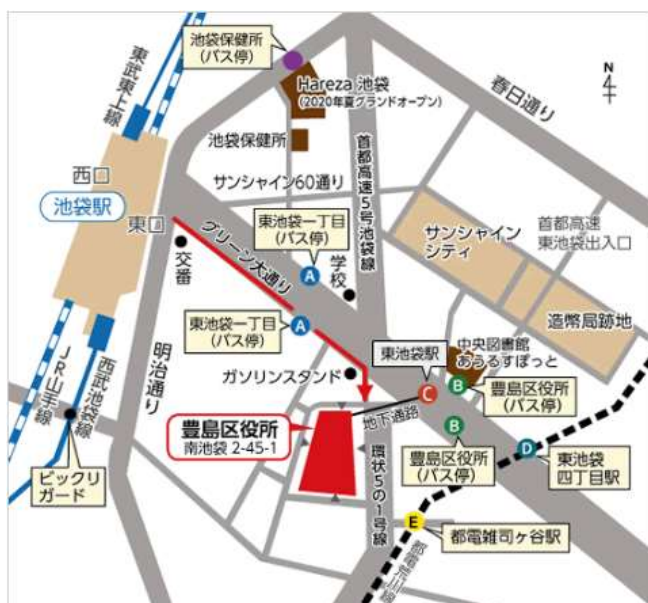 池袋保健所
(バス停)
東武東上線
Hareza 池袋
(2020年夏グランドオープン)
池袋保健所
春日通り
N
4
西口
池袋駅
東口
サンシャイン60通り
首都高速5号池袋線
東池袋一丁目
(バス停)
A
学校
サンシャイン
シティ
首都高速
東池袋出入口
グリーン大通り
交番
東池袋一丁目
(バス停)
A
造幣局跡地
JR山手線
西武池袋線
明治通り
ガソリンスタンド
東池袋駅
中央図書館
あうるすぽっと
C
B
豊島区役所
(バス停)
豊島区役所
南池袋 2-45-1
地下通路
B
豊島区役所
(バス停)
D
東池袋
四丁目駅
ビックリ
ガード
環状5の1号線
E
都電雑司ヶ谷駅
都電荒川線